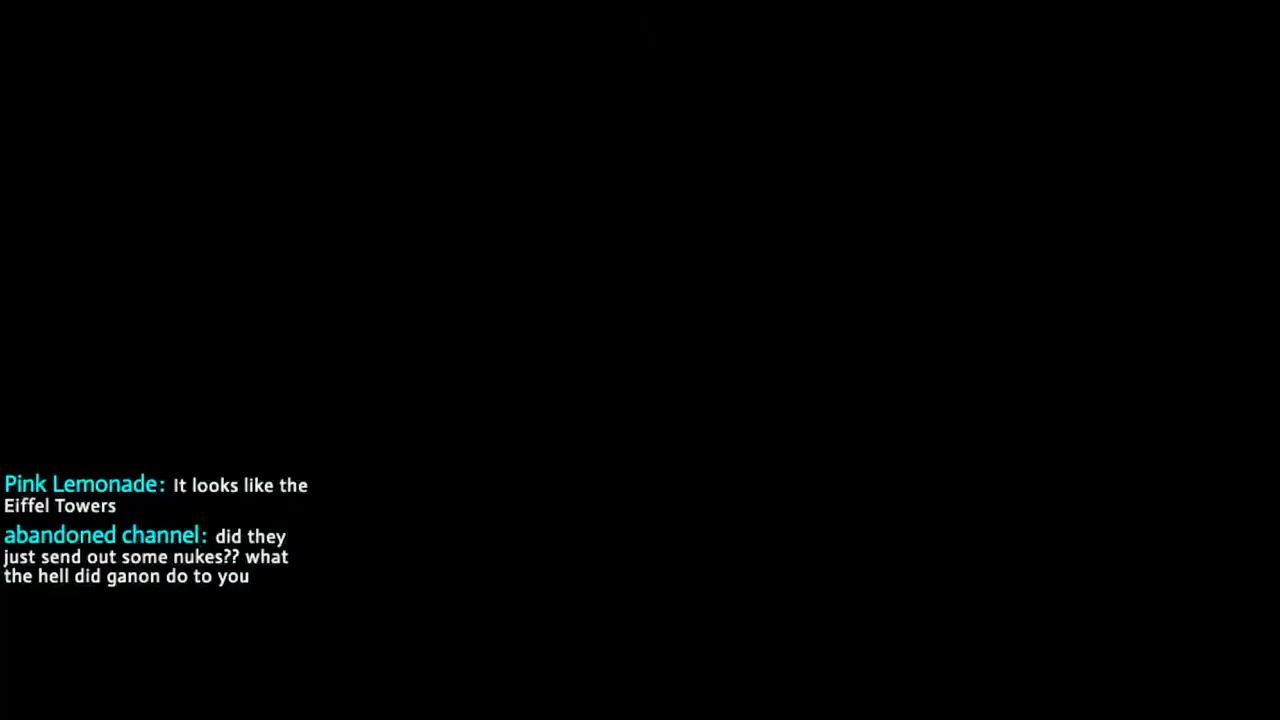 Pink Lemonade: It looks like the
Eiffel Towers
abandoned channel: did they
just send out some nukes?? what
the hell did ganon do to you